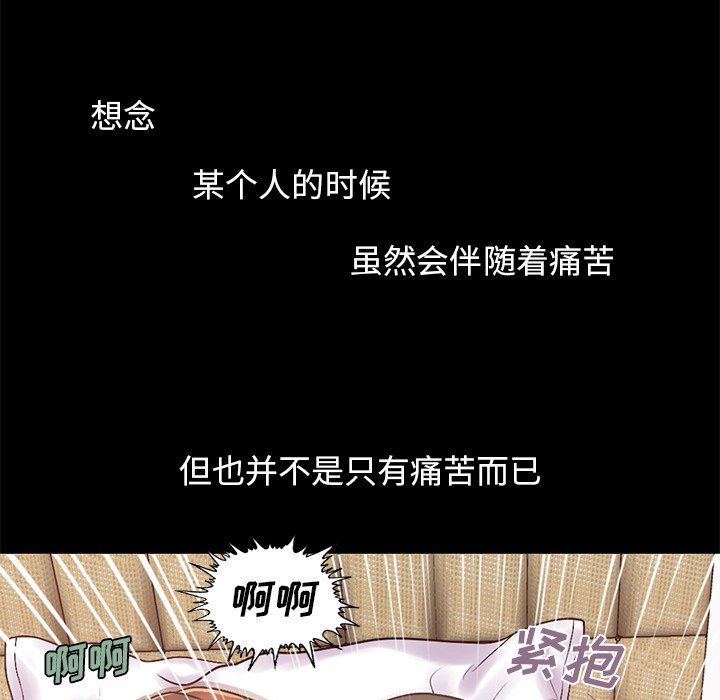 想念
某个人的时候
虽然会伴随着痛苦
但也并不是只有痛苦而已
啊啊
啊啊
紧抱